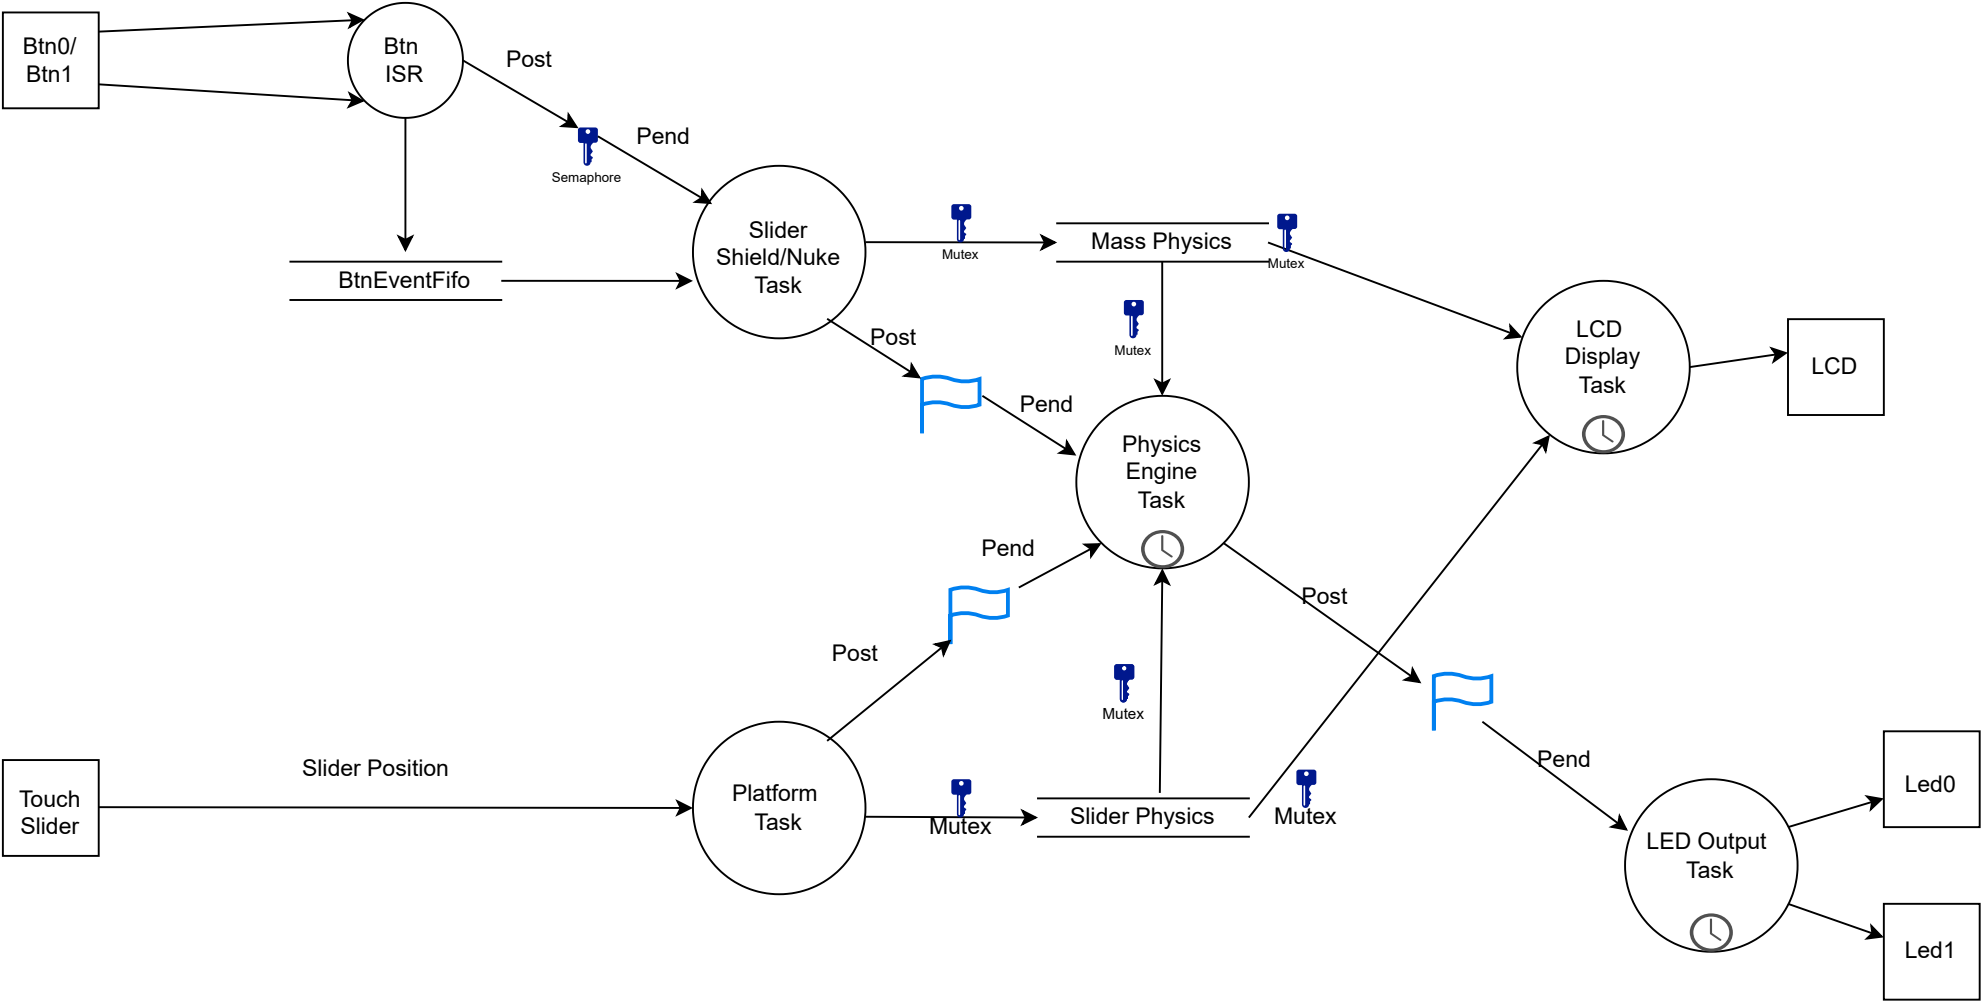 Btn0/
Btn1
Btn
ISR
Post
Pend
Semaphore
BtnEventFifo
Slider
Shield/Nuke
Task
Mutex
Mass Physics
Mutex
Mutex
Post
Pend
LCD
Display
Task
LCD
Physics
Engine
Task
Pend
Post
Post
Mutex
Pend
Touch
Slider
Slider Position
Platform
Task
Mutex
Slider Physics
Mutex
LED Output
Task
Led0
Led1